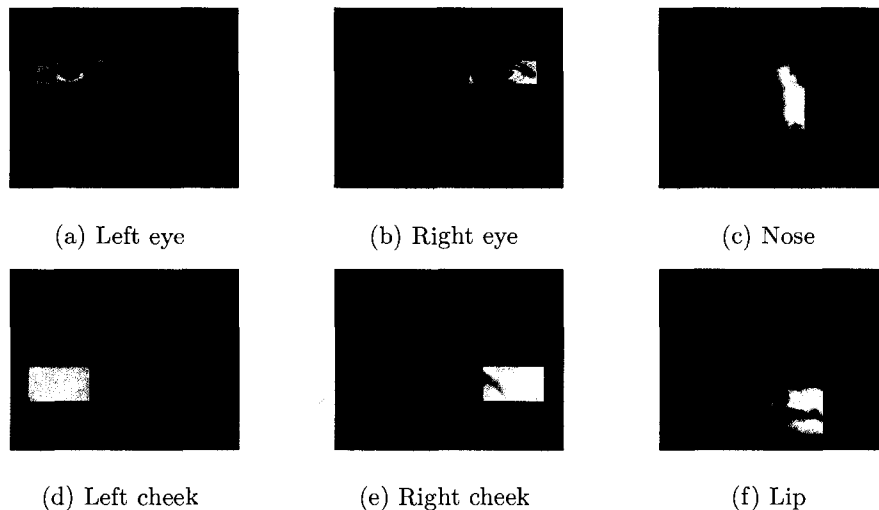 (a) Left eye
(b) Right eye
(c) Nose
(d) Left cheek
(e) Right cheek
(f) Lip